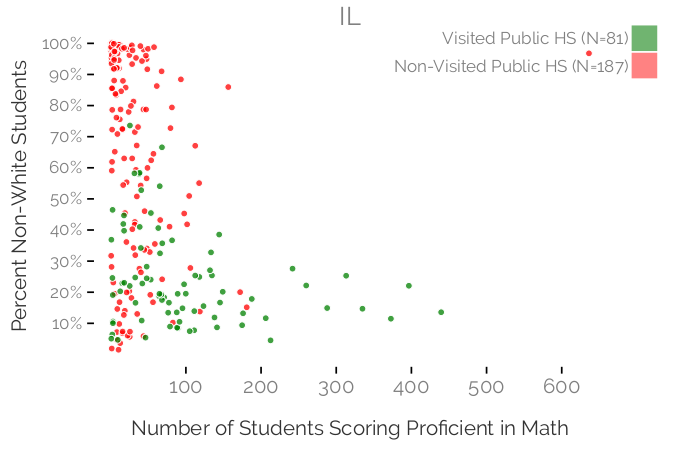 IL
Visited Public HS (N=81)
Non-Visited Public HS (N=187)
Percent Non-White Students
100%
90%
80%
70%
60%
50%
40%
30%
20%
10%
100 200 300 400 500 600
Number of Students Scoring Proficient in Math